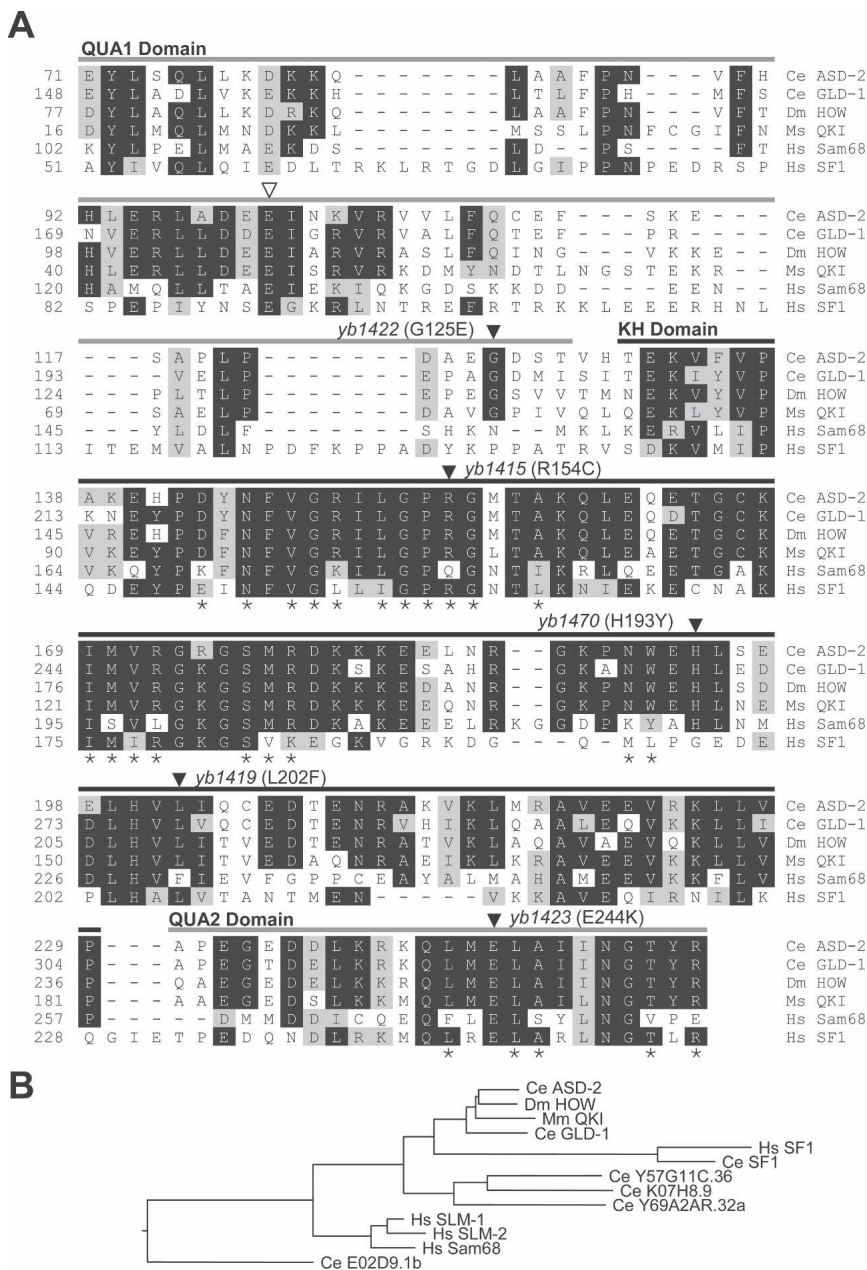 A
QUA1 Domain
71 E Y L S Q L L K D K K Q - - - - - - - L A A F P N - - - V F H Ce ASD-2
148 E Y L A D L V K E K K H - - - - - - - L T L F P H - - - M F S Ce GLD-1
77 D Y L A Q L L K D R K Q - - - - - - - L A A F P N - - - V F T Dm HOW
16 D Y L M Q L M N D K K L - - - - - - - M S S L P N F C G I F N Ms QKI
102 K Y L P E L M A E K D S - - - - - - - L D - - P S - - - - F T Hs Sam68
51 A Y I V Q L Q I E D L T R K L R T G D L G I P P N P E D R S P Hs SF1
92 H L E R L A D E E I N K V R V V L F Q C E F - - - S K E - - - Ce ASD-2
169 N V E R L L D D E I G R V R V A L F Q T E F - - - P R - - - - Ce GLD-1
98 H V E R L L D E E I A R V R A S L F Q I N G - - - V K K E - - Dm HOW
40 H L E R L L D E E I S R V R K D M Y N D T L N G S T E K R - - Ms QKI
120 H A M Q L L T A E I E K I Q K G D S K K D D - - - E E N - - - Hs Sam68
82 S P E P I Y N S E G K R L N T R E F R T R K K L E E E R H N L Hs SF1
yb1422 (G125E)
KH Domain
117 - - - S A P L P - - - - - - - D A E G D S T V H T E K V F V P Ce ASD-2
193 - - - - V E L P - - - - - - - E P A G D M I S I T E K I Y V P Ce GLD-1
124 - - - P L T L P - - - - - - - E P E G S V V T M N E K V Y V P Dm HOW
69 - - - S A E L P - - - - - - - D A V G P I V Q L Q E K L Y V P Ms QKI
145 - - - Y L D L F - - - - - - - S H K N - M K L K E R V L I P Hs Sam68
113 I T E M V A L N P D F K P P A D Y K P P A T R V S D K V M I P Hs SF1
yb1415 (R154C)
138 A K E H P D Y N F V G R I L G P R G M T A K Q L E Q E T G C K Ce ASD-2
213 K N E Y P D Y N F V G R I L G P R G M T A K Q L E Q D T G C K Ce GLD-1
145 V R E H P D F N F V G R I L G P R G M T A K Q L E Q E T G C K Dm HOW
90 V K E Y P D F N F V G R I L G P R G L T A K Q L E A E T G C K Ms QKI
164 V K Q Y P K F N F V G K I L G P Q G N T I K R L Q E E T G A K Hs Sam68
144 Q D E Y P E I N F V G L L I G P R G N T L K N I E K E C N A K Hs SF1
* * * * * * * * * *
yb1470 (H193Y)
169 I M V R G R G S M R D K K K E E L N R - - G K P N W E H L S E Ce ASD-2
244 I M V R G K G S M R D K S K E S A H R - - G K A N W E H L E D Ce GLD-1
176 I M V R G K G S M R D K K K E D A N R - - G K P N W E H L S D Dm HOW
121 I M V R G K G S M R D K K K E E Q N R - - G K P N W E H L N E Ms QKI
195 I S V L G K G S M R D K A K E E E L R K G G D P K Y A H L N M Hs Sam68
175 I M I R G K G S V K E G K V G R K D G - - - - Q M L P G E D E Hs SF1
* * * * * * * * *
yb1419 (L202F)
198 E L H V L I Q C E D T E N R A K V K L M R A V E E V R K L L V Ce ASD-2
273 D L H V L V Q C E D T E N R V H I K L Q A A L E Q V K K L L I Ce GLD-1
205 D L H V L I T V E D T E N R A T V K L A Q A V A E V Q K L L V Dm HOW
150 D L H V L I T V E D A Q N R A E I K L K R A V E E V K K L L V Ms QKI
226 D L H V F I E V F G P P C E A Y A L M A H A M E E V K K F L V Hs Sam68
202 P L H A L V T A N T M E N - - - - - V K K A V E Q I R N I L K Hs SF1
QUA2 Domain
yb1423 (E244K)
229 P - - - A P E G E D D L K R K Q L M E L A I I N G T Y R Ce ASD-2
304 P - - - A P E G T D E L K R K Q L M E L A I I N G T Y R Ce GLD-1
236 P - - - Q A E G E D E L K K R Q L M E L A I I N G T Y R Dm HOW
181 P - - - A A E G E D S L K K M Q L M E L A I L N G T Y R Ms QKI
257 P - - - - - D M M D D I C Q E Q F L E L S Y L N G V P E Hs Sam68
228 Q G I E T P E D Q N D L R K M Q L R E L A R L N G T L R Hs SF1
* * * * *
B
Ce ASD-2
Dm HOW
Mm QKI
Ce GLD-1
Hs SF1
Ce SF1
Ce Y57G11C.36
Ce K07H8.9
Ce Y69A2AR.32a
Hs SLM-1
Hs SLM-2
Hs Sam68
Ce E02D9.1b